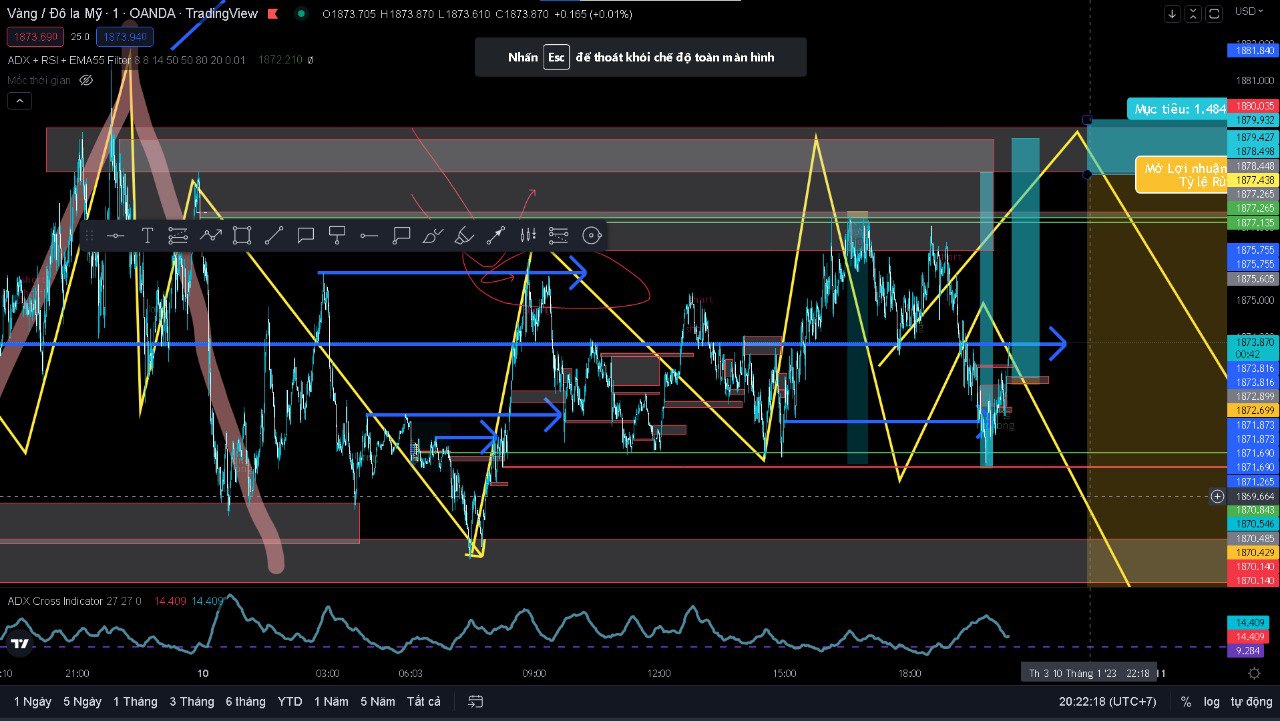 Vàng / Đô la Mỹ · 1 · OANDA · TradingView
O1873.705 H1873.870 L1873.610 C1873.870 +0.165 (+0.01%)
USD
1873.690 25.0 1873.940
Nhấn Esc để thoát khỏi chế độ toàn màn hình
ADX + RSI + EMA55 Filter 8 8 14 50 50 80 20 0.01 1872.210 ø
Mốc thời gian
1881.840
1881.000
Mục tiêu: 1.484
1880.035
1879.932
1879.427
1878.498
1878.448
Mở Lợi nhuận
Tỷ lệ Rủi
1877.438
1877.265
1877.265
1877.135
1875.755
1875.755
1875.605
1875.000
1873.870
00:42
1873.816
1873.816
1872.899
1872.699
1871.873
1871.873
1871.690
1871.690
1871.265
1869.664
1870.843
1870.546
1870.485
1870.429
1870.140
1870.140
ADX Cross Indicator 27 27 0 14.409 14.409
14.409
14.409
9.284
:10 21:00 10 03:00 06:03 09:00 12:00 15:00 18:00 Th 3 10 Tháng 1 '23 22:18 11
1 Ngày 5 Ngày 1 Tháng 3 Tháng 6 tháng YTD 1 Năm 5 Năm Tất cả 20:22:18 (UTC+7) % log tự động